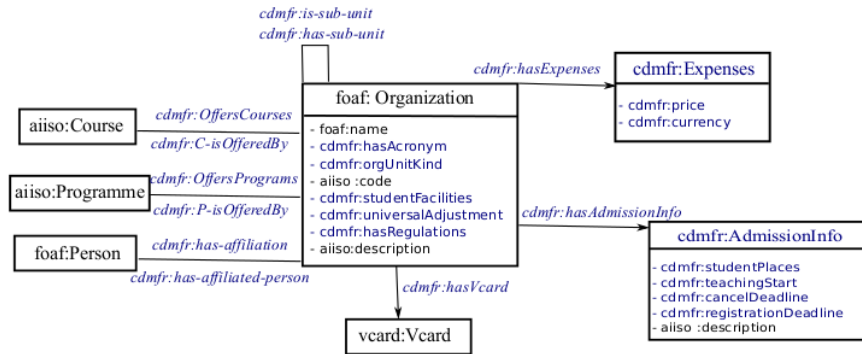 cdmfr:is-sub-unit
cdmfr:has-sub-unit
cdmfr:hasExpenses
cdmfr:Expenses
- cdmfr:price
- cdmfr:currency
foaf: Organization
- foaf:name
- cdmfr:hasAcronym
- cdmfr:orgUnitKind
- aiiso :code
- cdmfr:studentFacilities
- cdmfr:universalAdjustment
- cdmfr:hasRegulations
- aiiso:description
aiiso:Course
cdmfr:OffersCourses
cdmfr:C-isOfferedBy
aiiso:Programme
cdmfr:OffersPrograms
cdmfr:P-isOfferedBy
foaf:Person
cdmfr:has-affiliation
cdmfr:has-affiliated-person
cdmfr:hasAdmissionInfo
cdmfr:AdmissionInfo
- cdmfr:studentPlaces
- cdmfr:teachingStart
- cdmfr:cancelDeadline
- cdmfr:registrationDeadline
- aiiso :description
cdmfr:hasVcard
vcard:Vcard